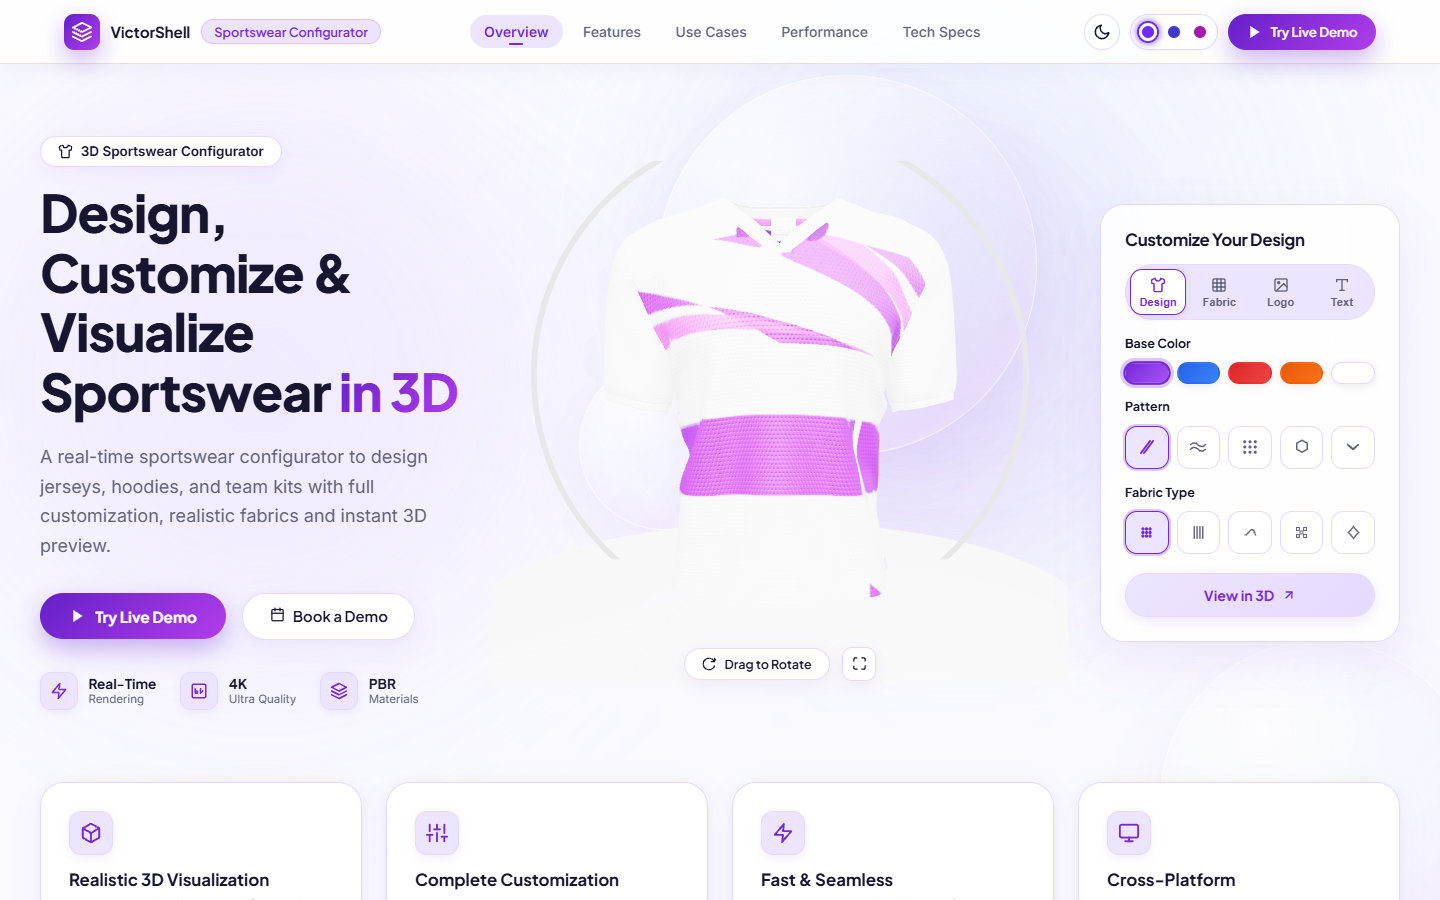 VictorShell
Sportswear Configurator
Overview
Features
Use Cases
Performance
Tech Specs
Try Live Demo
3D Sportswear Configurator
Design,
Customize &
Visualize
Sportswear in 3D
A real-time sportswear configurator to design
jerseys, hoodies, and team kits with full
customization, realistic fabrics and instant 3D
preview.
Try Live Demo
Book a Demo
Real-Time
Rendering
4K
Ultra Quality
PBR
Materials
Drag to Rotate
Customize Your Design
Design
Fabric
Logo
Text
Base Color
Pattern
Fabric Type
View in 3D
Realistic 3D Visualization
Complete Customization
Fast & Seamless
Cross-Platform